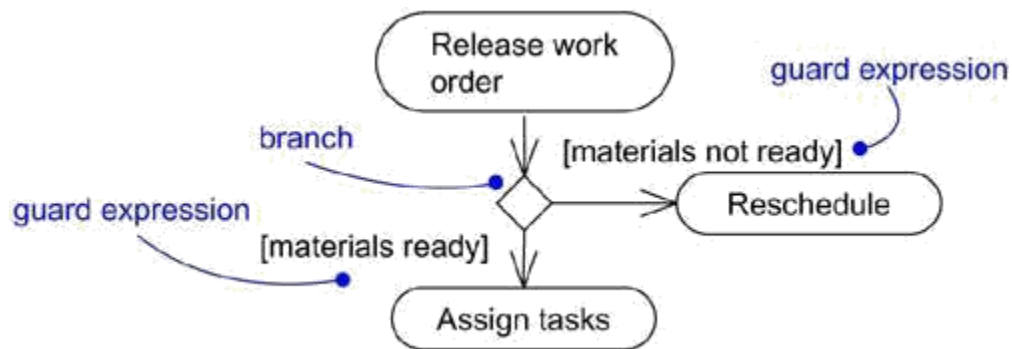 Release work
order
guard expression
branch
[materials not ready]
Reschedule
guard expression
[materials ready]
Assign tasks